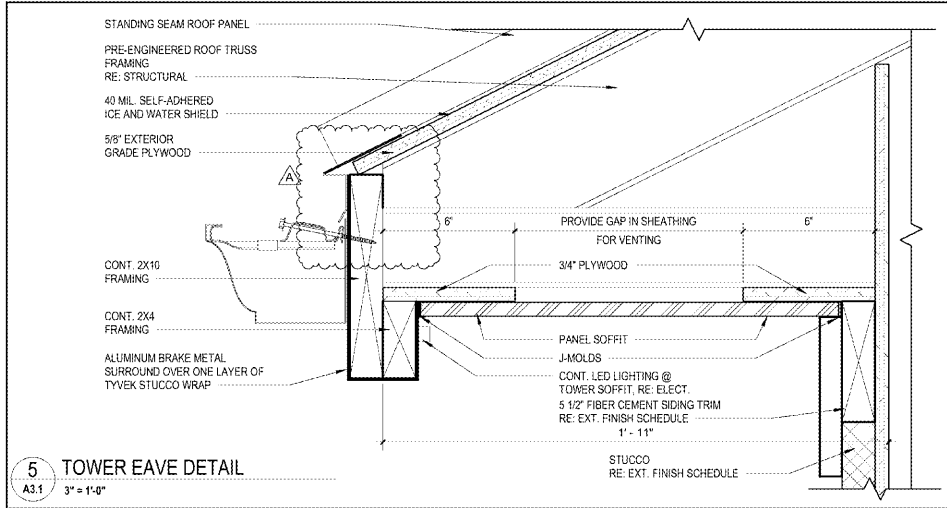 STANDING SEAM ROOF PANEL
PRE-ENGINEERED ROOF TRUSS
FRAMING
RE: STRUCTURAL
40 MIL. SELF-ADHERED
ICE AND WATER SHIELD
5/8" EXTERIOR
GRADE PLYWOOD
A
6"
PROVIDE GAP IN SHEATHING
FOR VENTING
6"
3/4" PLYWOOD
CONT. 2X10
FRAMING
CONT. 2X4
FRAMING
ALUMINUM BRAKE METAL
SURROUND OVER ONE LAYER OF
TYVEK STUCCO WRAP
PANEL SOFFIT
J-MOLDS
CONT. LED LIGHTING @
TOWER SOFFIT, RE: ELECT.
5 1/2" FIBER CEMENT SIDING TRIM
RE: EXT. FINISH SCHEDULE
1' - 11"
STUCCO
RE: EXT. FINISH SCHEDULE
5
A3.1
TOWER EAVE DETAIL
3" = 1'-0"